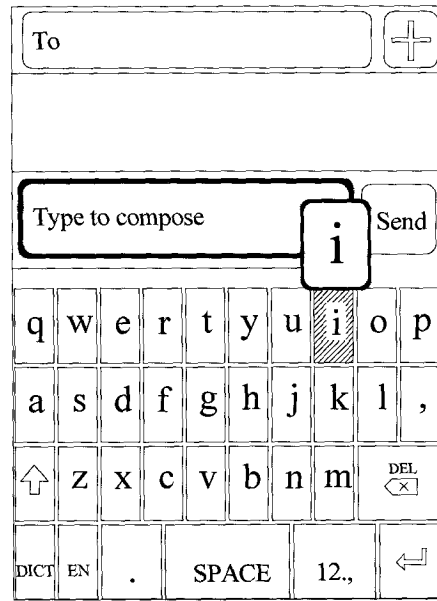 To
Type to compose
Send
i
q w e r t y u i o p
a s d f g h j k l ,
z x c v b n m DEL
DICT EN . SPACE 12.,